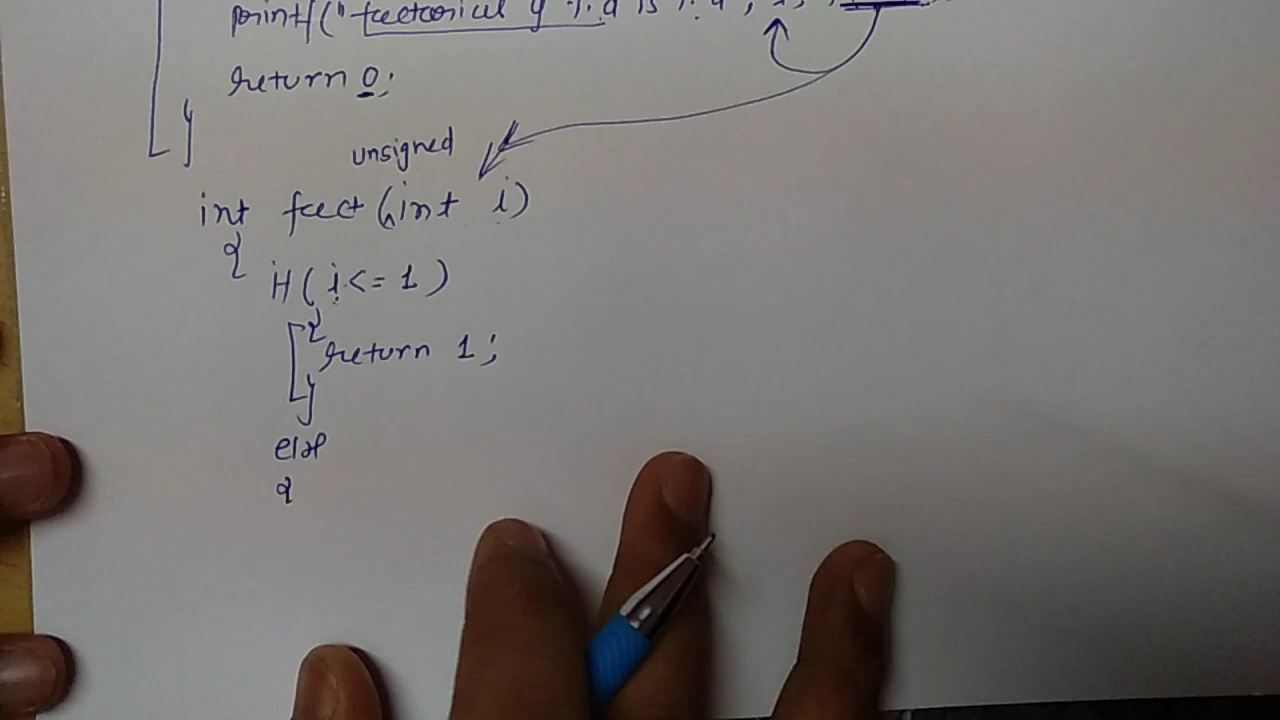 printf("factorial of %d is %d", i,
return 0;
}
unsigned
int fact (int i)
{
if ( i <= 1 )
{
return 1;
}
else
{